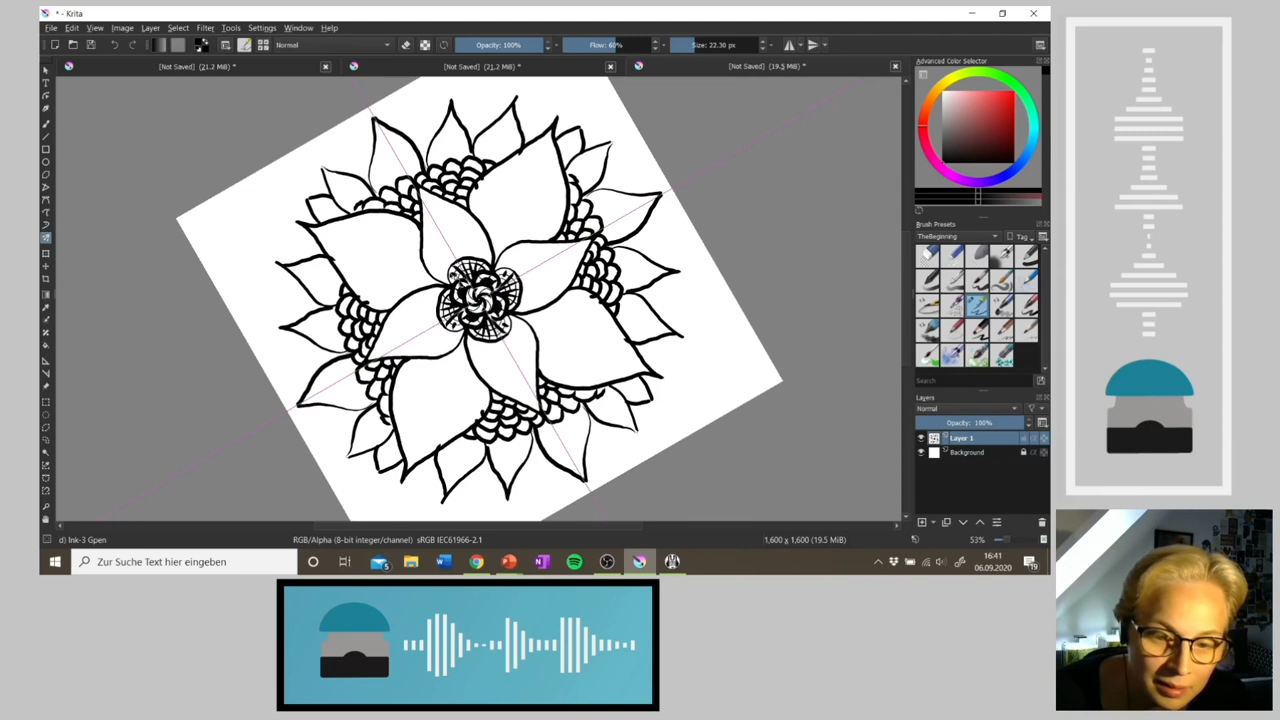 * - Krita
File Edit View Image Layer Select Filter Tools Settings Window Help
Normal Opacity: 100% Flow: 60% Size: 22.30 px
[Not Saved] (21.2 MiB) * [Not Saved] (21.2 MiB) * [Not Saved] (19.5 MiB) *
Advanced Color Selector
Brush Presets
TheBeginning Tag
Search
Layers
Normal
Opacity: 100%
Layer 1
Background
d) Ink-3 Gpen RGB/Alpha (8-bit integer/channel) sRGB IEC61966-2.1 1,600 x 1,600 (19.5 MiB) 53%
Zur Suche Text hier eingeben
5
16:41
06.09.2020
19